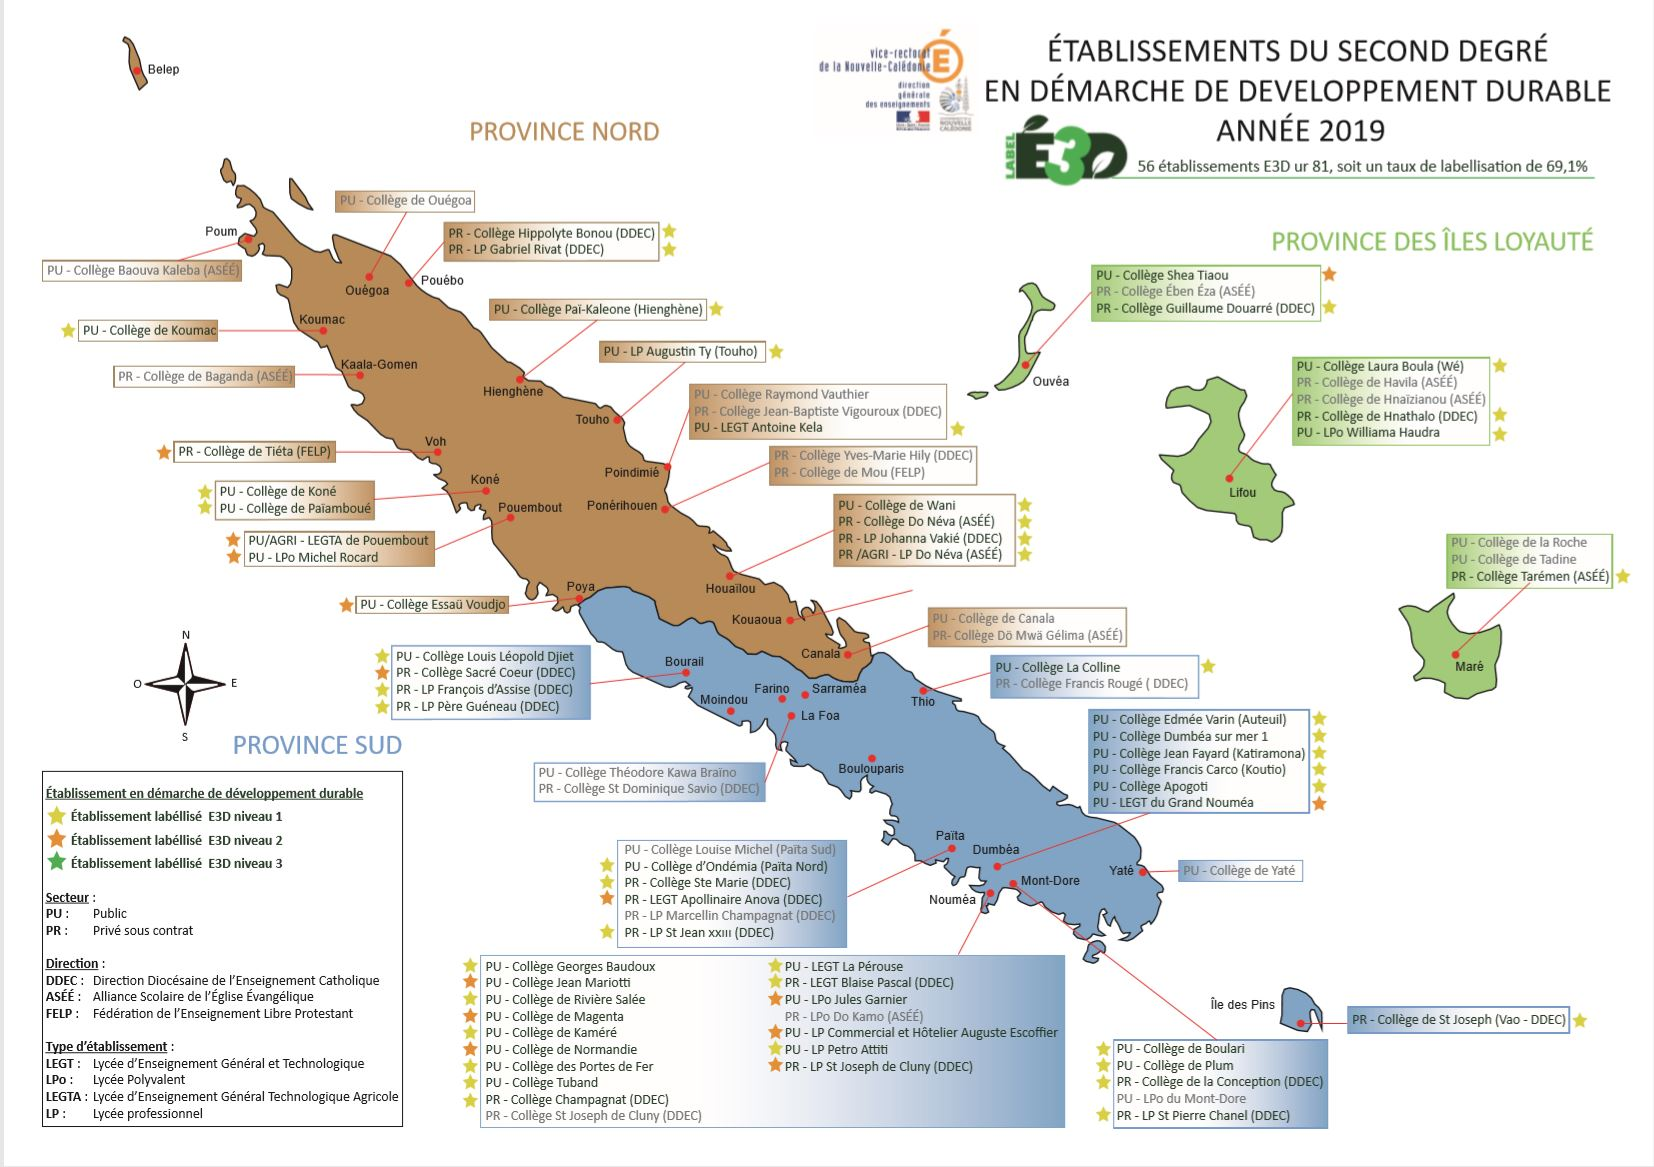 vice-rectorat
de la Nouvelle-Calédonie
direction
générale
des enseignements
NOUVELLE
CALÉDONIE
ÉTABLISSEMENTS DU SECOND DEGRÉ
EN DÉMARCHE DE DEVELOPPEMENT DURABLE
ANNÉE 2019
LABEL
É3D
56 établissements E3D ur 81, soit un taux de labellisation de 69,1%
Belep
PROVINCE NORD
PU - Collège de Ouégoa
Poum
PU - Collège Baouva Kaleba (ASÉÉ)
PR - Collège Hippolyte Bonou (DDEC)
PR - LP Gabriel Rivat (DDEC)
Ouégoa
Pouébo
PU - Collège Paï-Kaleone (Hienghène)
Koumac
PU - Collège de Koumac
PU - LP Augustin Ty (Touho)
Kaala-Gomen
PR - Collège de Baganda (ASÉÉ)
Hienghène
PU - Collège Raymond Vauthier
PR - Collège Jean-Baptiste Vigouroux (DDEC)
PU - LEGT Antoine Kela
Touho
Voh
PR - Collège de Tiéta (FELP)
Poindimié
PR - Collège Yves-Marie Hily (DDEC)
PR - Collège de Mou (FELP)
Koné
PU - Collège de Koné
PU - Collège de Païamboué
Pouembout
Ponérihouen
PU - Collège de Wani
PR - Collège Do Néva (ASÉÉ)
PR - LP Johanna Vakié (DDEC)
PR /AGRI - LP Do Néva (ASÉÉ)
PU/AGRI - LEGTA de Pouembout
PU - LPo Michel Rocard
Poya
Houaïlou
PU - Collège Essaü Voudjo
Kouaoua
PU - Collège de Canala
PR- Collège Dö Mwä Gélima (ASÉÉ)
Canala
PROVINCE DES ÎLES LOYAUTÉ
PU - Collège Shea Tiaou
PR - Collège Ében Éza (ASÉÉ)
PR - Collège Guillaume Douarré (DDEC)
Ouvéa
PU - Collège Laura Boula (Wé)
PR - Collège de Havila (ASÉÉ)
PR - Collège de Hnaïzianou (ASÉÉ)
PR - Collège de Hnathalo (DDEC)
PU - LPo Williama Haudra
Lifou
PU - Collège de la Roche
PU - Collège de Tadine
PR - Collège Tarémen (ASÉÉ)
Maré
N
O
E
S
PROVINCE SUD
PU - Collège Louis Léopold Djiet
PR - Collège Sacré Coeur (DDEC)
PR - LP François d'Assise (DDEC)
PR - LP Père Guéneau (DDEC)
Bourail
Moindou
Farino
Sarraméa
La Foa
Thio
PU - Collège La Colline
PR - Collège Francis Rougé ( DDEC)
PU - Collège Théodore Kawa Braïno
PR - Collège St Dominique Savio (DDEC)
Boulouparis
PU - Collège Edmée Varin (Auteuil)
PU - Collège Dumbéa sur mer 1
PU - Collège Jean Fayard (Katiramona)
PU - Collège Francis Carco (Koutio)
PU - Collège Apogoti
PU - LEGT du Grand Nouméa
Païta
Dumbéa
Mont-Dore
Nouméa
Yaté
PU - Collège de Yaté
PU - Collège Louise Michel (Païta Sud)
PU - Collège d'Ondémia (Païta Nord)
PR - Collège Ste Marie (DDEC)
PR - LEGT Apollinaire Anova (DDEC)
PR - LP Marcellin Champagnat (DDEC)
PR - LP St Jean XXIII (DDEC)
PU - Collège Georges Baudoux
PU - Collège Jean Mariotti
PU - Collège de Rivière Salée
PU - Collège de Magenta
PU - Collège de Kaméré
PU - Collège de Normandie
PU - Collège des Portes de Fer
PU - Collège Tuband
PR - Collège Champagnat (DDEC)
PR - Collège St Joseph de Cluny (DDEC)
PU - LEGT La Pérouse
PR - LEGT Blaise Pascal (DDEC)
PU - LPo Jules Garnier
PR - LPo Do Kamo (ASÉÉ)
PU - LP Commercial et Hôtelier Auguste Escoffier
PU - LP Petro Attiti
PR - LP St Joseph de Cluny (DDEC)
Île des Pins
PR - Collège de St Joseph (Vao - DDEC)
PU - Collège de Boulari
PU - Collège de Plum
PR - Collège de la Conception (DDEC)
PU - LPo du Mont-Dore
PR - LP St Pierre Chanel (DDEC)
Établissement en démarche de développement durable
Établissement labéllisé E3D niveau 1
Établissement labéllisé E3D niveau 2
Établissement labéllisé E3D niveau 3
Secteur :
PU : Public
PR : Privé sous contrat
Direction :
DDEC : Direction Diocésaine de l'Enseignement Catholique
ASÉÉ : Alliance Scolaire de l'Église Évangélique
FELP : Fédération de l'Enseignement Libre Protestant
Type d'établissement :
LEGT : Lycée d'Enseignement Général et Technologique
LPo : Lycée Polyvalent
LEGTA : Lycée d'Enseignement Général Technologique Agricole
LP : Lycée professionnel